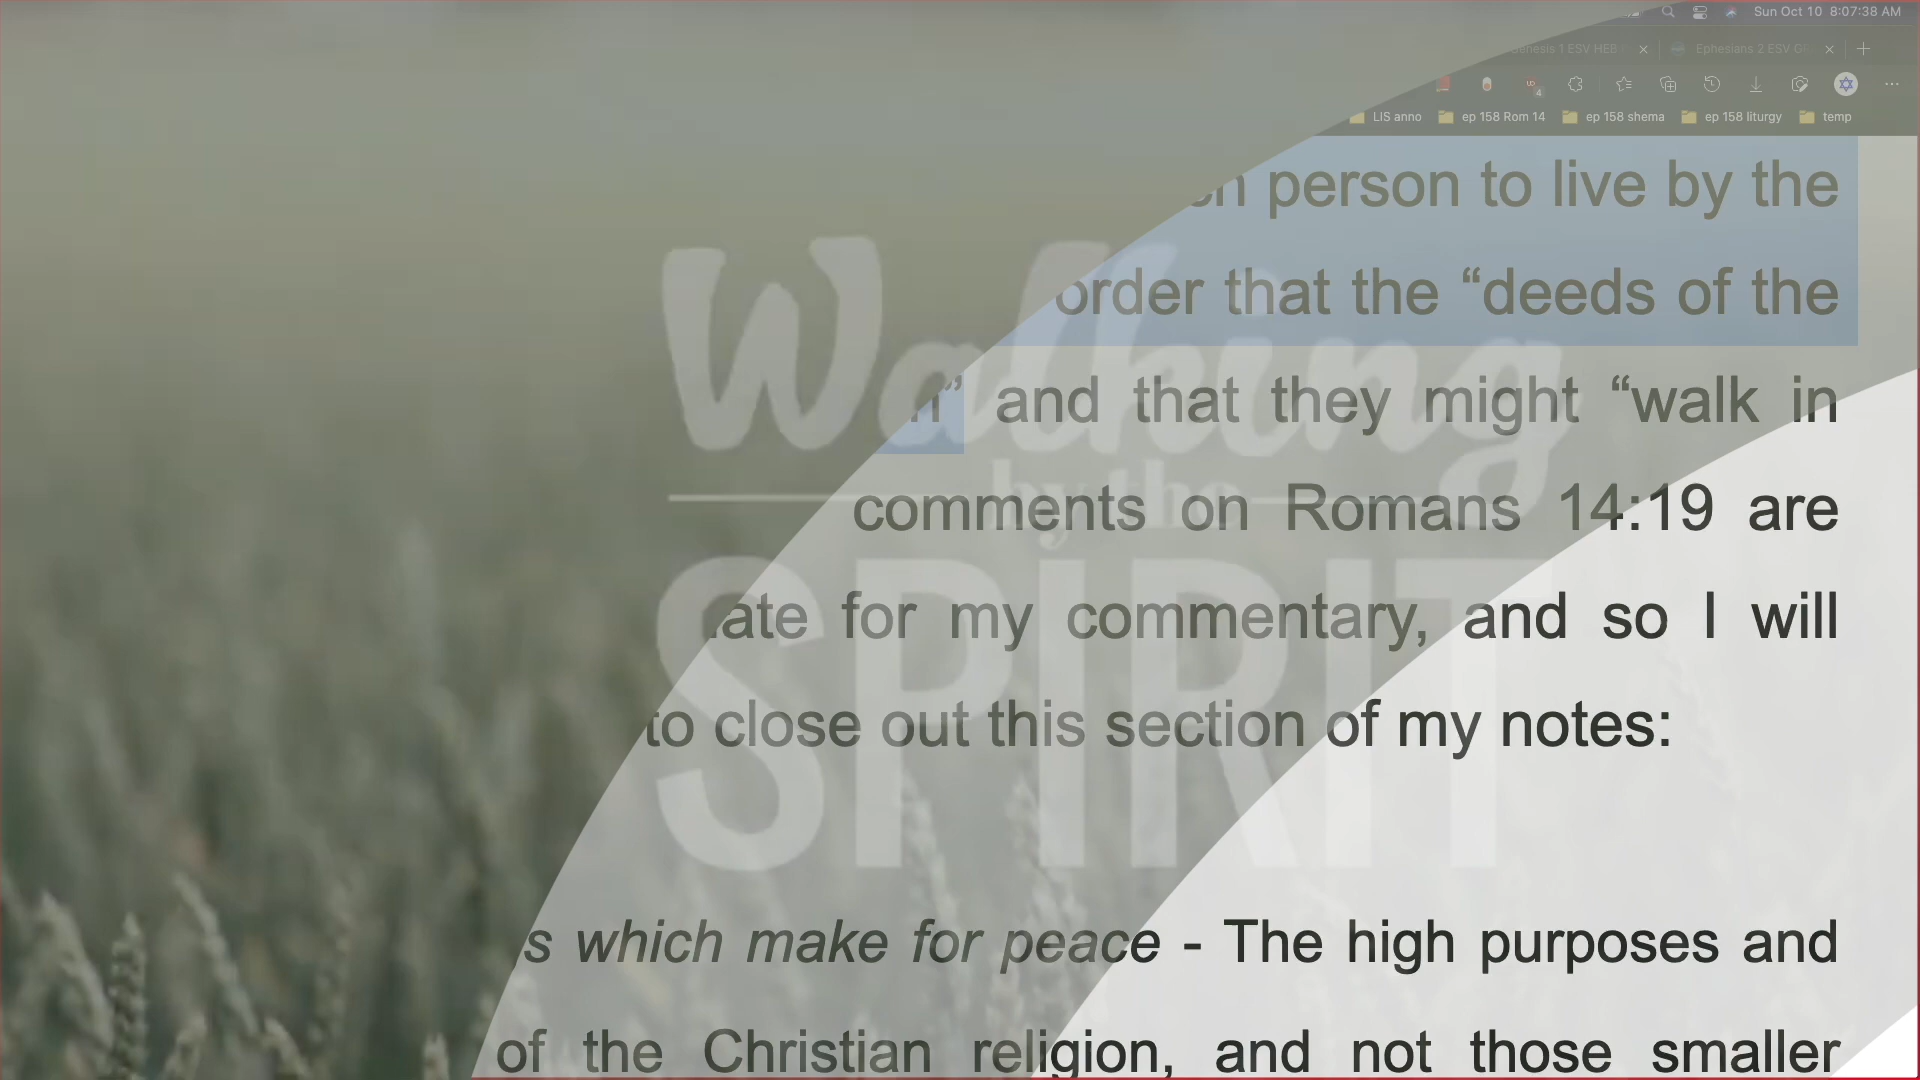 Sun Oct 10 8:07:38 AM
Genesis 1 ESV HEB
Ephesians 2 ESV G
LIS anno ep 158 Rom 14 ep 158 shema ep 158 liturgy temp
person to live by the
order that the “deeds of the
” and that they might “walk in
comments on Romans 14:19 are
for my commentary, and so I will
to close out this section of my notes:
which make for peace - The high purposes and
of the Christian religion, and not those smaller
Walking
by the
SPIRIT